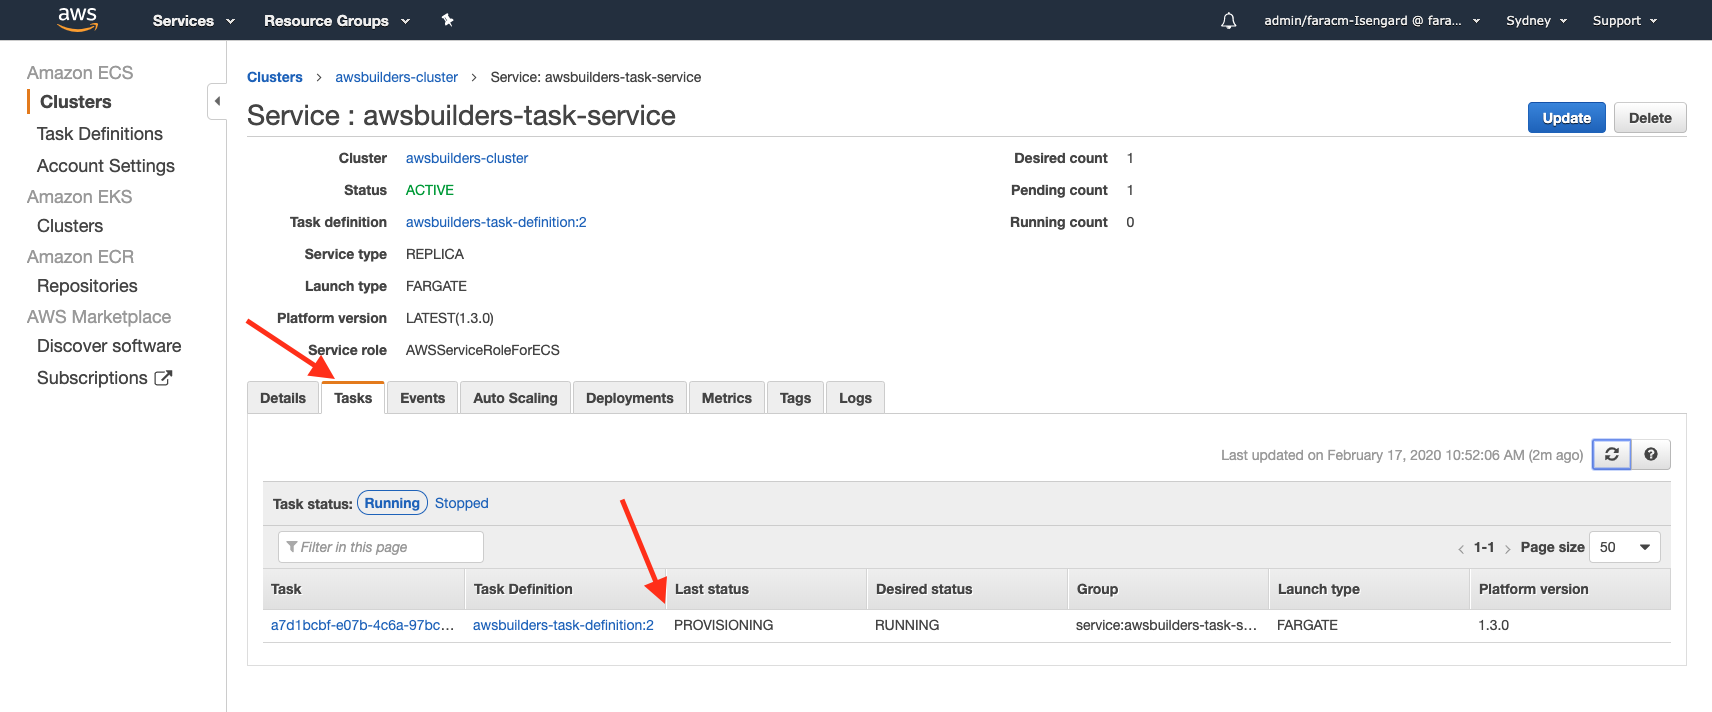 aws Services Resource Groups admin/faracm-Isengard @ fara... Sydney Support
Amazon ECS
Clusters
Task Definitions
Account Settings
Amazon EKS
Clusters
Amazon ECR
Repositories
AWS Marketplace
Discover software
Subscriptions
Clusters > awsbuilders-cluster > Service: awsbuilders-task-service
Service : awsbuilders-task-service
Update Delete
Cluster awsbuilders-cluster
Status ACTIVE
Task definition awsbuilders-task-definition:2
Service type REPLICA
Launch type FARGATE
Platform version LATEST(1.3.0)
Service role AWSServiceRoleForECS
Desired count 1
Pending count 1
Running count 0
Details Tasks Events Auto Scaling Deployments Metrics Tags Logs
Last updated on February 17, 2020 10:52:06 AM (2m ago)
Task status: Running Stopped
Filter in this page
< 1-1 > Page size 50
Task Task Definition Last status Desired status Group Launch type Platform version
a7d1bcbf-e07b-4c6a-97bc... awsbuilders-task-definition:2 PROVISIONING RUNNING service:awsbuilders-task-s... FARGATE 1.3.0